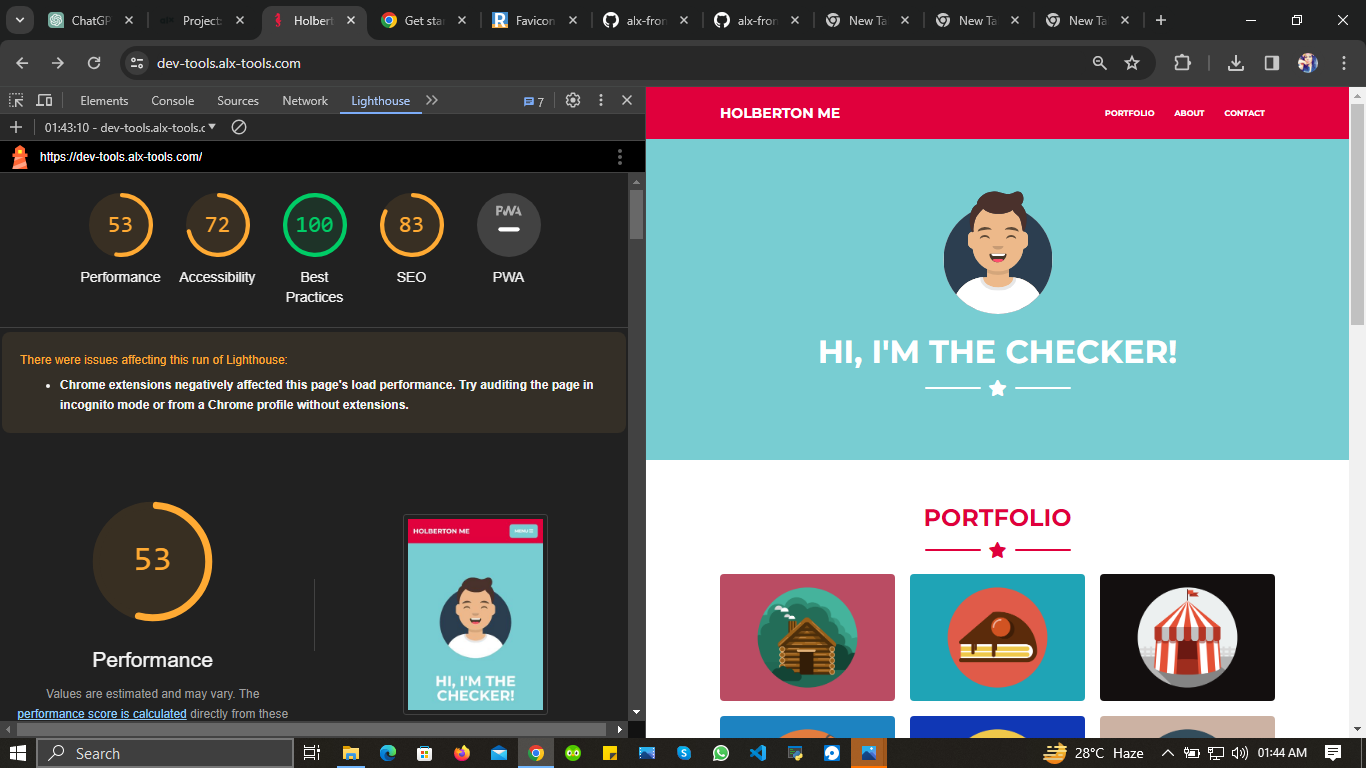 ChatGP
Project:
Holbert
Get sta
Favicon
alx-fron
alx-fron
New Ta
New Ta
New Ta
dev-tools.alx-tools.com
Elements
Console
Sources
Network
Lighthouse
7
01:43:10 - dev-tools.alx-tools.c
https://dev-tools.alx-tools.com/
53
72
100
83
PWA
Performance
Accessibility
Best
Practices
SEO
PWA
There were issues affecting this run of Lighthouse:
• Chrome extensions negatively affected this page's load performance. Try auditing the page in
incognito mode or from a Chrome profile without extensions.
53
Performance
Values are estimated and may vary. The
performance score is calculated directly from these
HOLBERTON ME
MENU
HI, I'M THE
CHECKER!
HOLBERTON ME
PORTFOLIO
ABOUT
CONTACT
HI, I'M THE CHECKER!
PORTFOLIO
Search
28°C Haze
01:44 AM